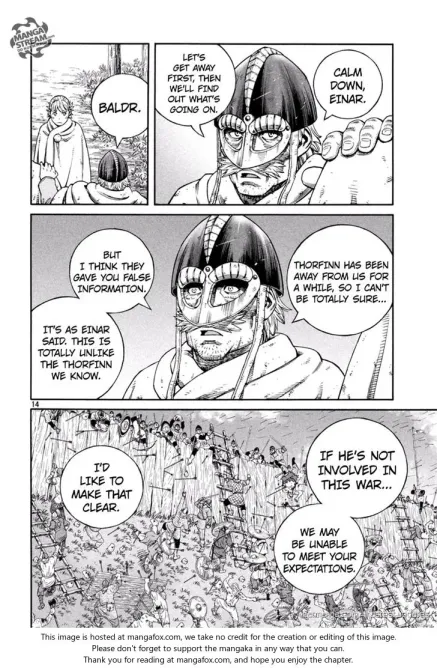 MANGA
STREAM
CALM
DOWN,
EINAR.
LET'S
GET AWAY
FIRST, THEN
WE'LL FIND
OUT WHAT'S
GOING ON.
BALDR.
THORFINN HAS BEEN
AWAY FROM US FOR
A WHILE, SO I CAN'T
BE TOTALLY SURE...
BUT
I THINK THEY
GAVE YOU FALSE
INFORMATION.
IT'S AS EINAR
SAID. THIS IS
TOTALLY UNLIKE
THE THORFINN
WE KNOW.
14
IF HE'S NOT
INVOLVED IN
THIS WAR...
WE MAY
BE UNABLE
TO MEET YOUR
EXPECTATIONS.
I'D
LIKE TO
MAKE THAT
CLEAR.
This image is hosted at mangafox.com, we take no credit for the creation or editing of this image.
Please don't forget to support the mangaka in any way that you can.
Thank you for reading at mangafox.com, and hope you enjoy the chapter.